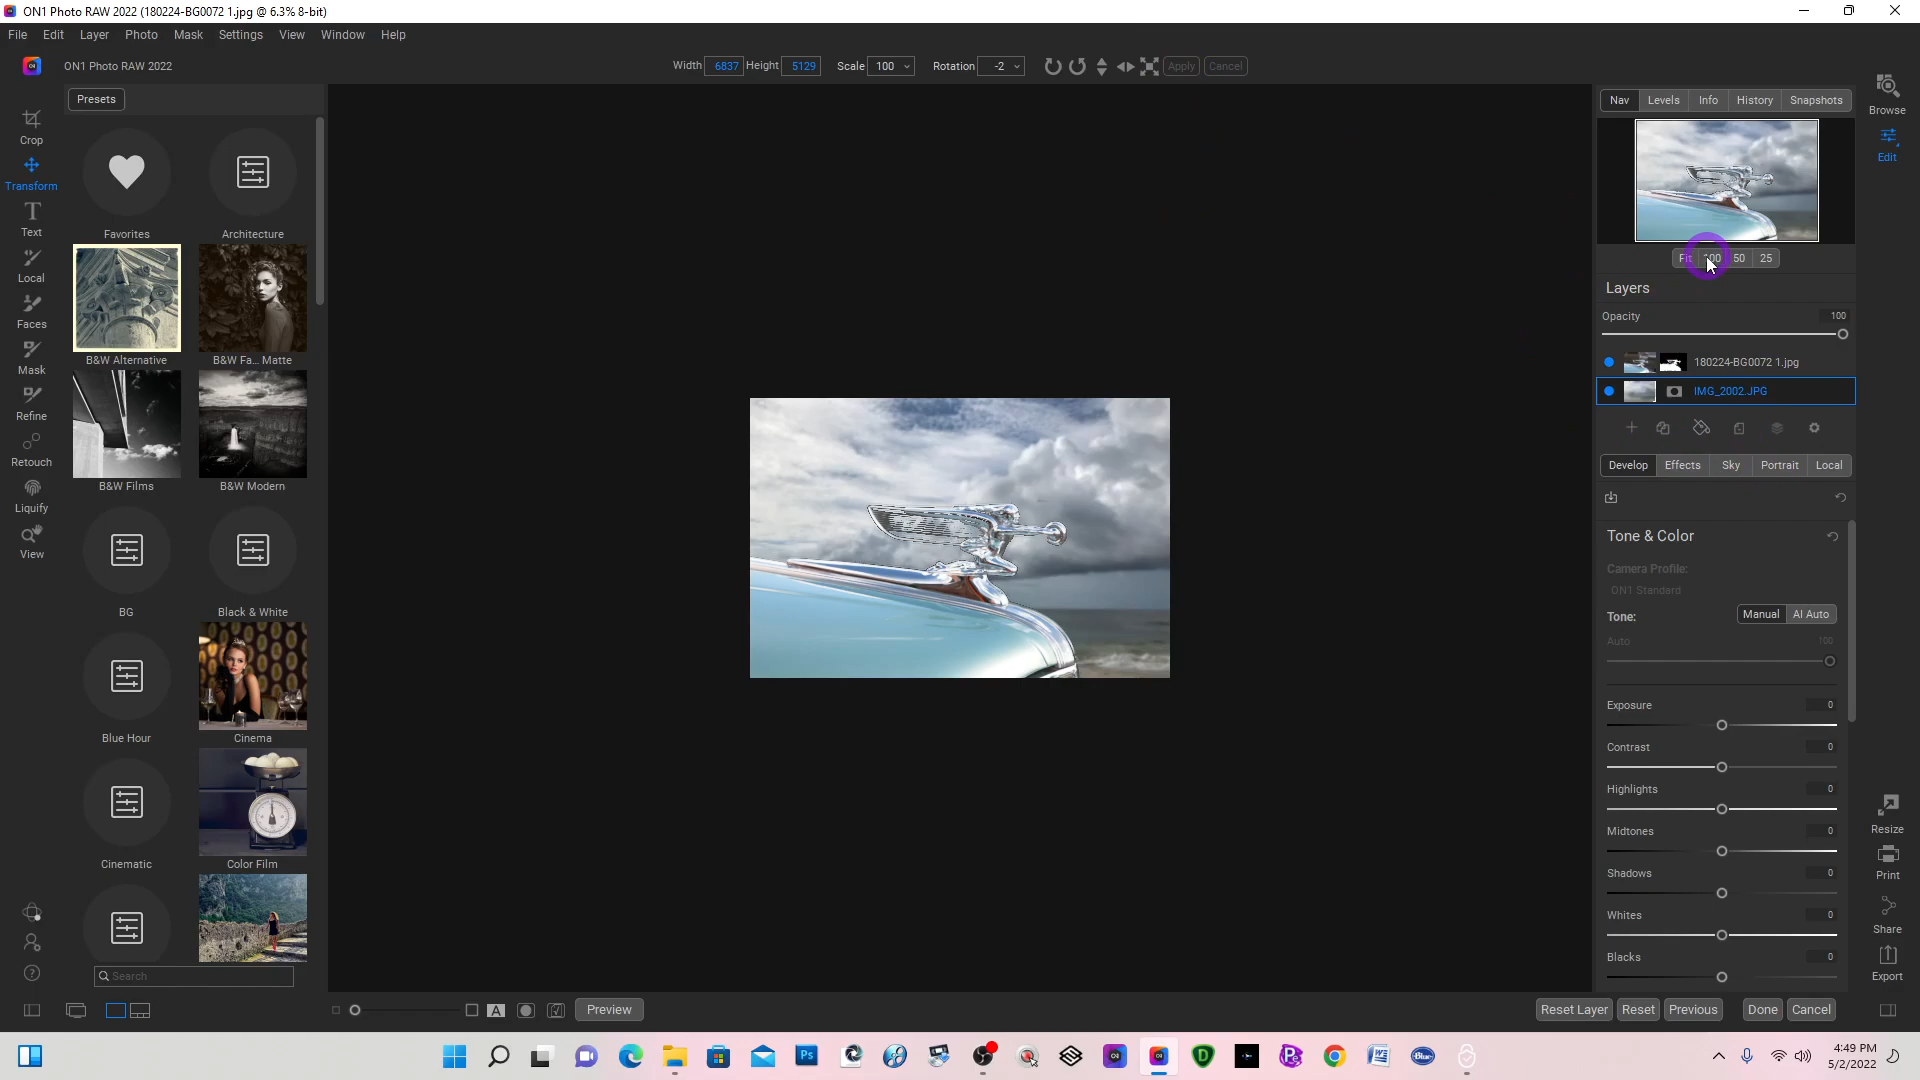 ON1 Photo RAW 2022 (180224-BG0072 1.jpg @ 6.3% 8-bit)
File Edit Layer Photo Mask Settings View Window Help
ON1 Photo RAW 2022
Width 6837 Height 5129 Scale 100 Rotation -2 Apply Cancel
Presets
Nav Levels Info History Snapshots
Browse
Edit
Crop
Transform
Text
Local
Faces
Mask
Refine
Retouch
Liquify
View
Favorites Architecture
B&W Alternative B&W Fa... Matte
B&W Films B&W Modern
BG Black & White
Blue Hour Cinema
Cinematic Color Film
Search
Fit 100 50 25
Layers
Opacity 100
180224-BG0072 1.jpg
IMG_2002.JPG
Develop Effects Sky Portrait Local
Tone & Color
Camera Profile:
ON1 Standard
Tone: Manual AI Auto
Auto 100
Exposure 0
Contrast 0
Highlights 0
Midtones 0
Shadows 0
Whites 0
Blacks 0
Resize
Print
Share
Export
A Preview
Reset Layer Reset Previous Done Cancel
Ps
4:49 PM
5/2/2022